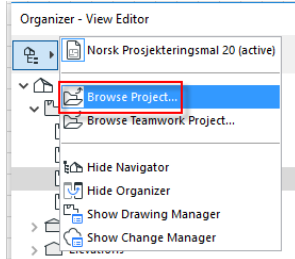 Organizer - View Editor
Norsk Prosjekteringsmal 20 (active)
Browse Project...
Browse Teamwork Project...
Hide Navigator
Hide Organizer
Show Drawing Manager
Show Change Manager
Elevations